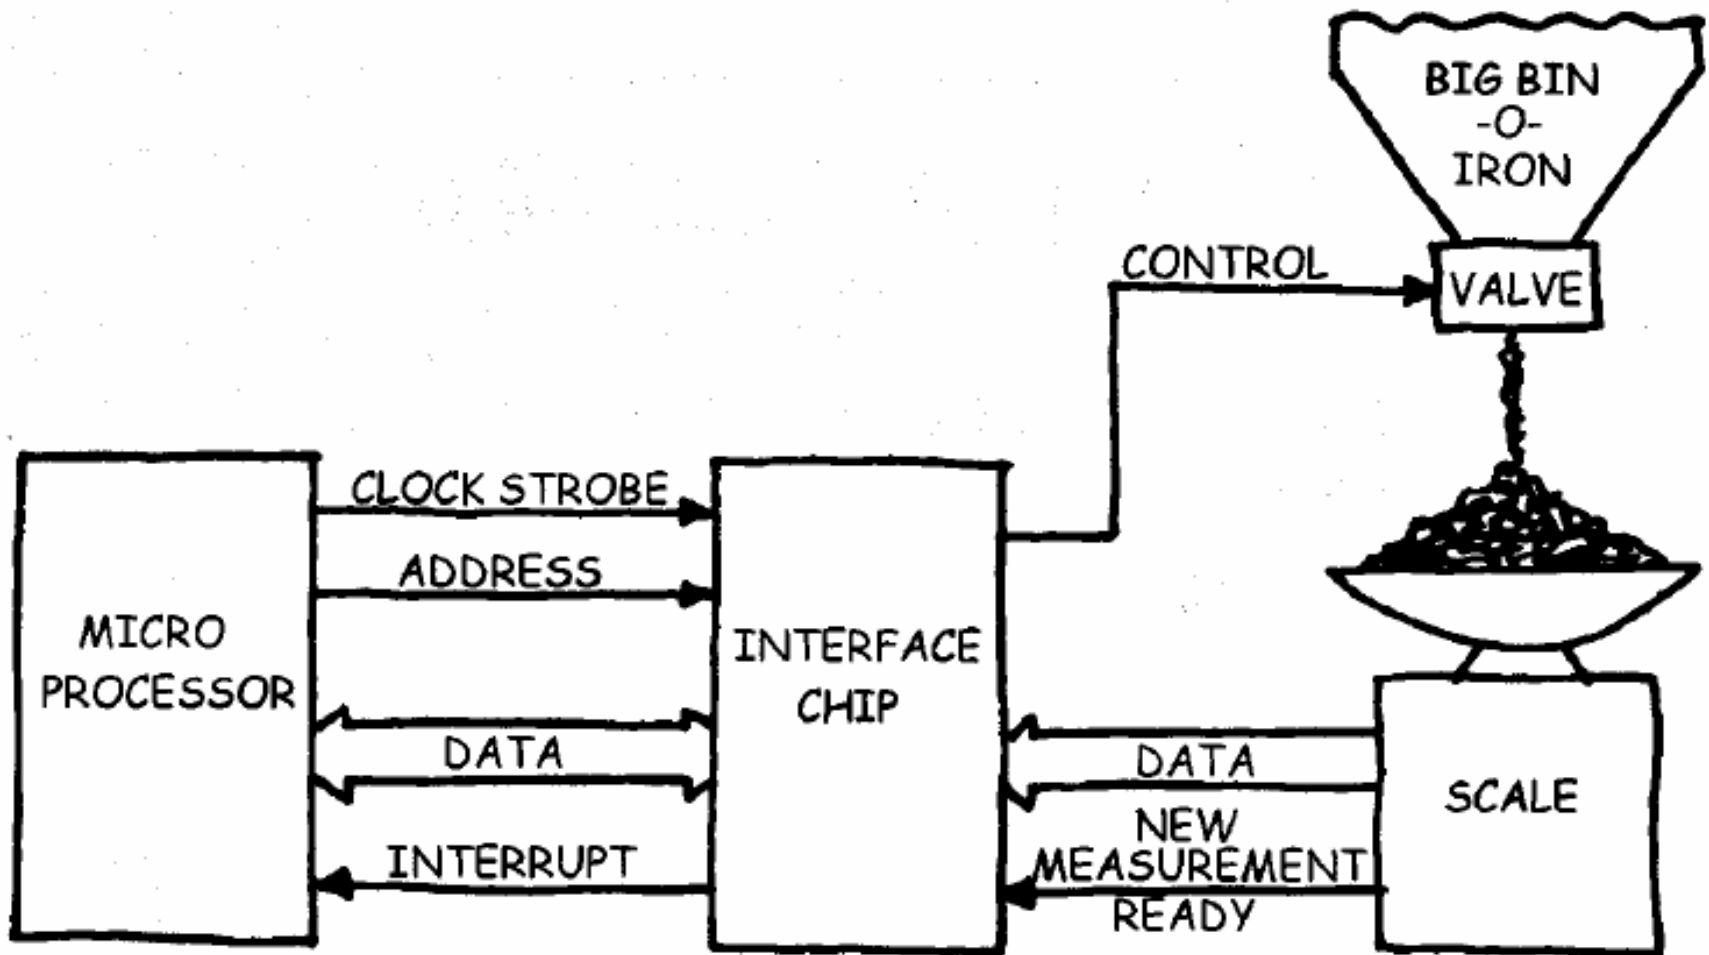 BIG BIN
-O-
IRON
CONTROL
VALVE
CLOCK STROBE
ADDRESS
MICRO
PROCESSOR
INTERFACE
CHIP
DATA
DATA
SCALE
INTERRUPT
NEW
MEASUREMENT
READY